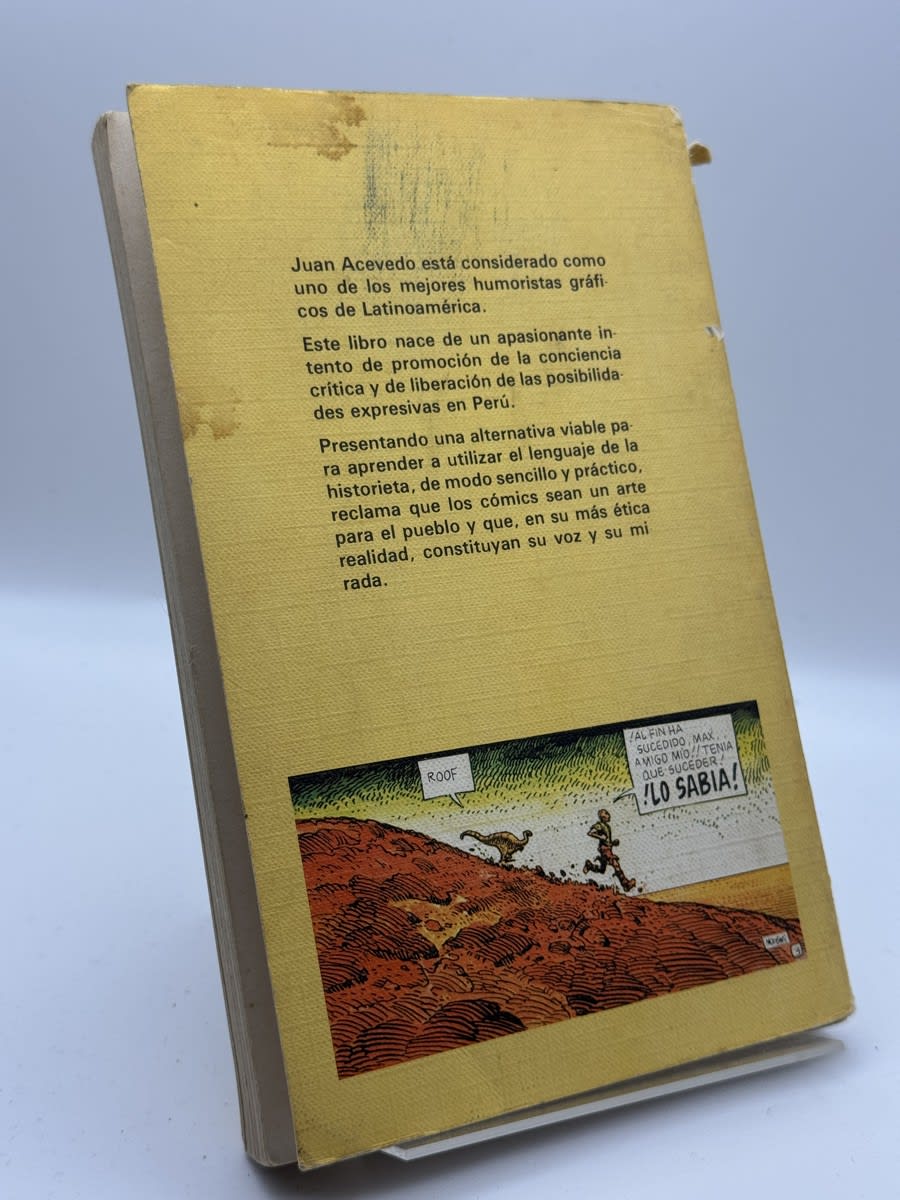 Juan Acevedo está considerado como
uno de los mejores humoristas gráfi-
cos de Latinoamérica.
Este libro nace de un apasionante in-
tento de promoción de la conciencia
crítica y de liberación de las posibilida-
des expresivas en Perú.
Presentando una alternativa viable pa-
ra aprender a utilizar el lenguaje de la
historieta, de modo sencillo y práctico,
reclama que los cómics sean un arte
para el pueblo y que, en su más ética
realidad, constituyan su voz y su mi
rada.
ROOF
¡AL FIN HA
SUCEDIDO, MAX,
AMIGO MIO!! TENIA
QUE SUCEDER!
¡LO SABIA!